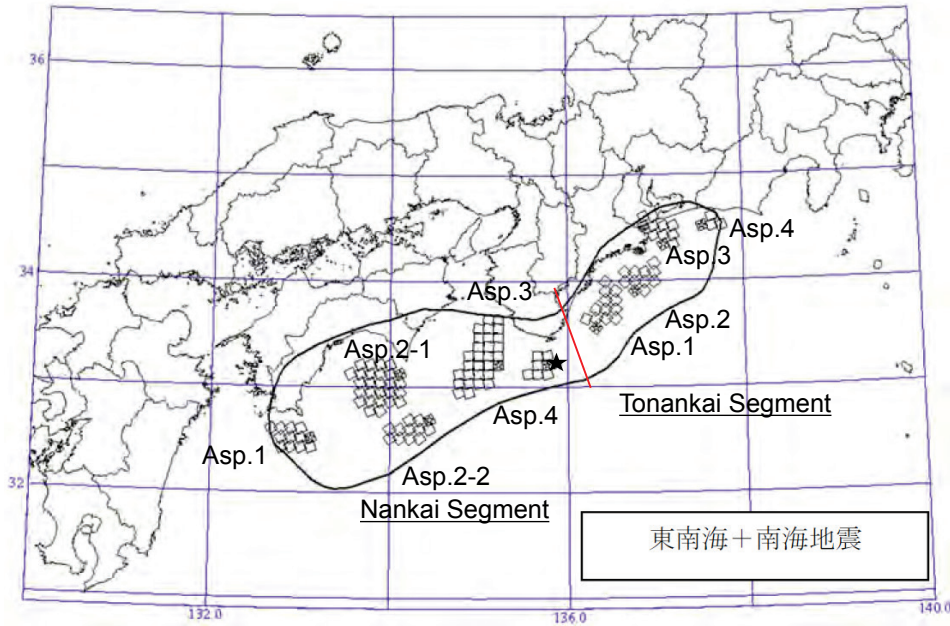 36
Asp.4
Asp.3
34
Asp.3
Asp.2
Asp.2-1
Asp.1
Tonankai Segment
Asp.4
Asp.1
Asp.2-2
32
Nankai Segment
東南海＋南海地震
132.0
136.0
140.0